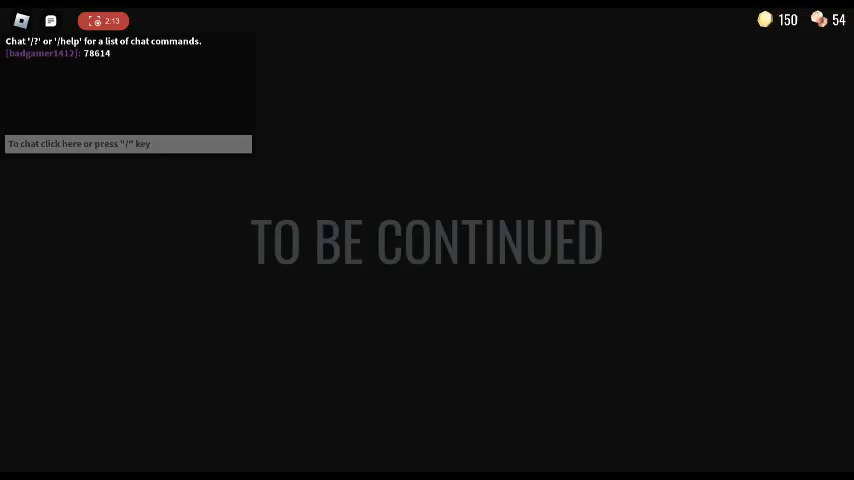 2:13
150
54
Chat '/?' or '/help' for a list of chat commands.
[badgamer1412]: 78614
To chat click here or press "/" key
TO BE CONTINUED